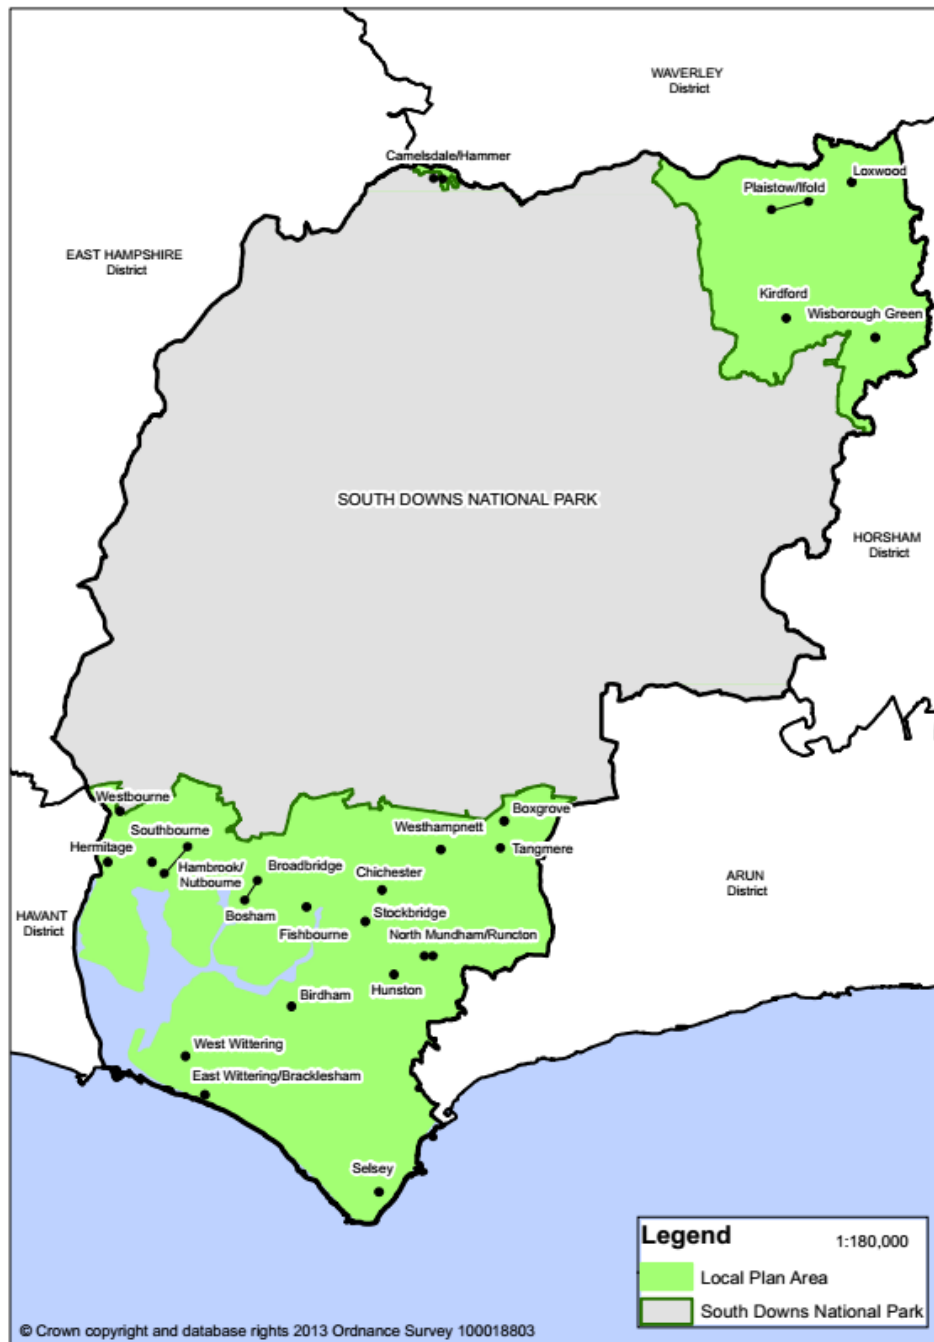 WAVERLEY
District
Camelsdale/Hammer
Loxwood
Plaistow/Ifold
EAST HAMPSHIRE
District
Kirdford
Wisborough Green
SOUTH DOWNS NATIONAL PARK
HORSHAM
District
Westbourne
Boxgrove
Westhampnett
Southbourne
Hermitage
Tangmere
Hambrook/
Nutbourne
Broadbridge
Chichester
ARUN
District
HAVANT
District
Bosham
Stockbridge
Fishbourne
North Mundham/Runcton
Hunston
Birdham
West Wittering
East Wittering/Bracklesham
Selsey
Legend
1:180,000
Local Plan Area
South Downs National Park
© Crown copyright and database rights 2013 Ordnance Survey 100018803